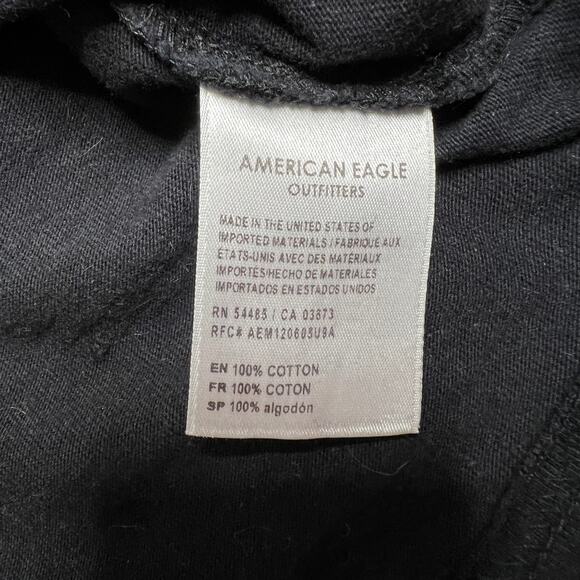 AMERICAN EAGLE
OUTFITTERS
MADE IN THE UNITED STATES OF
IMPORTED MATERIALS / FABRIQUÉ AUX
ÉTATS-UNIS AVEC DES MATÉRIAUX
IMPORTÉS/HECHO DE MATERIALES
IMPORTADOS EN ESTADOS UNIDOS
RN 54485 / CA 03873
RFC# AEM120605U9A
EN 100% COTTON
FR 100% COTON
SP 100% algodón